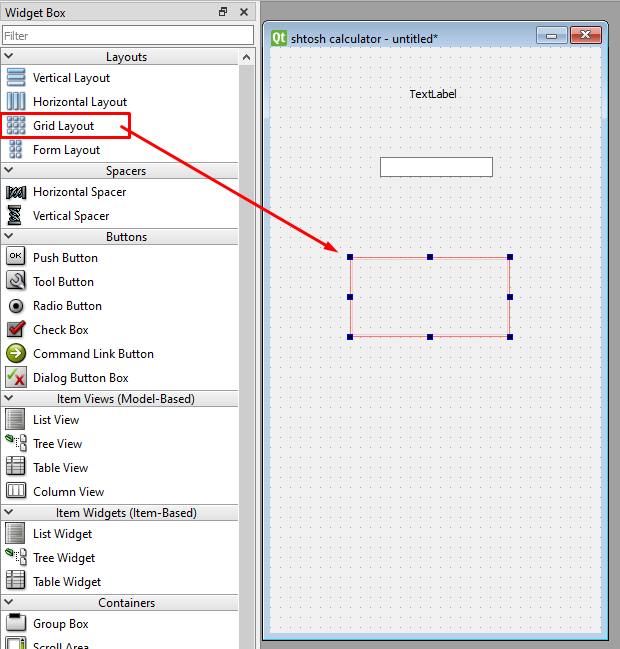 Widget Box
Filter
Layouts
Vertical Layout
Horizontal Layout
Grid Layout
Form Layout
Spacers
Horizontal Spacer
Vertical Spacer
Buttons
OK
Push Button
Tool Button
Radio Button
Check Box
Command Link Button
Dialog Button Box
Item Views (Model-Based)
List View
Tree View
Table View
Column View
Item Widgets (Item-Based)
List Widget
Tree Widget
Table Widget
Containers
Group Box
Scroll Area
Qt shtosh calculator - untitled*
TextLabel